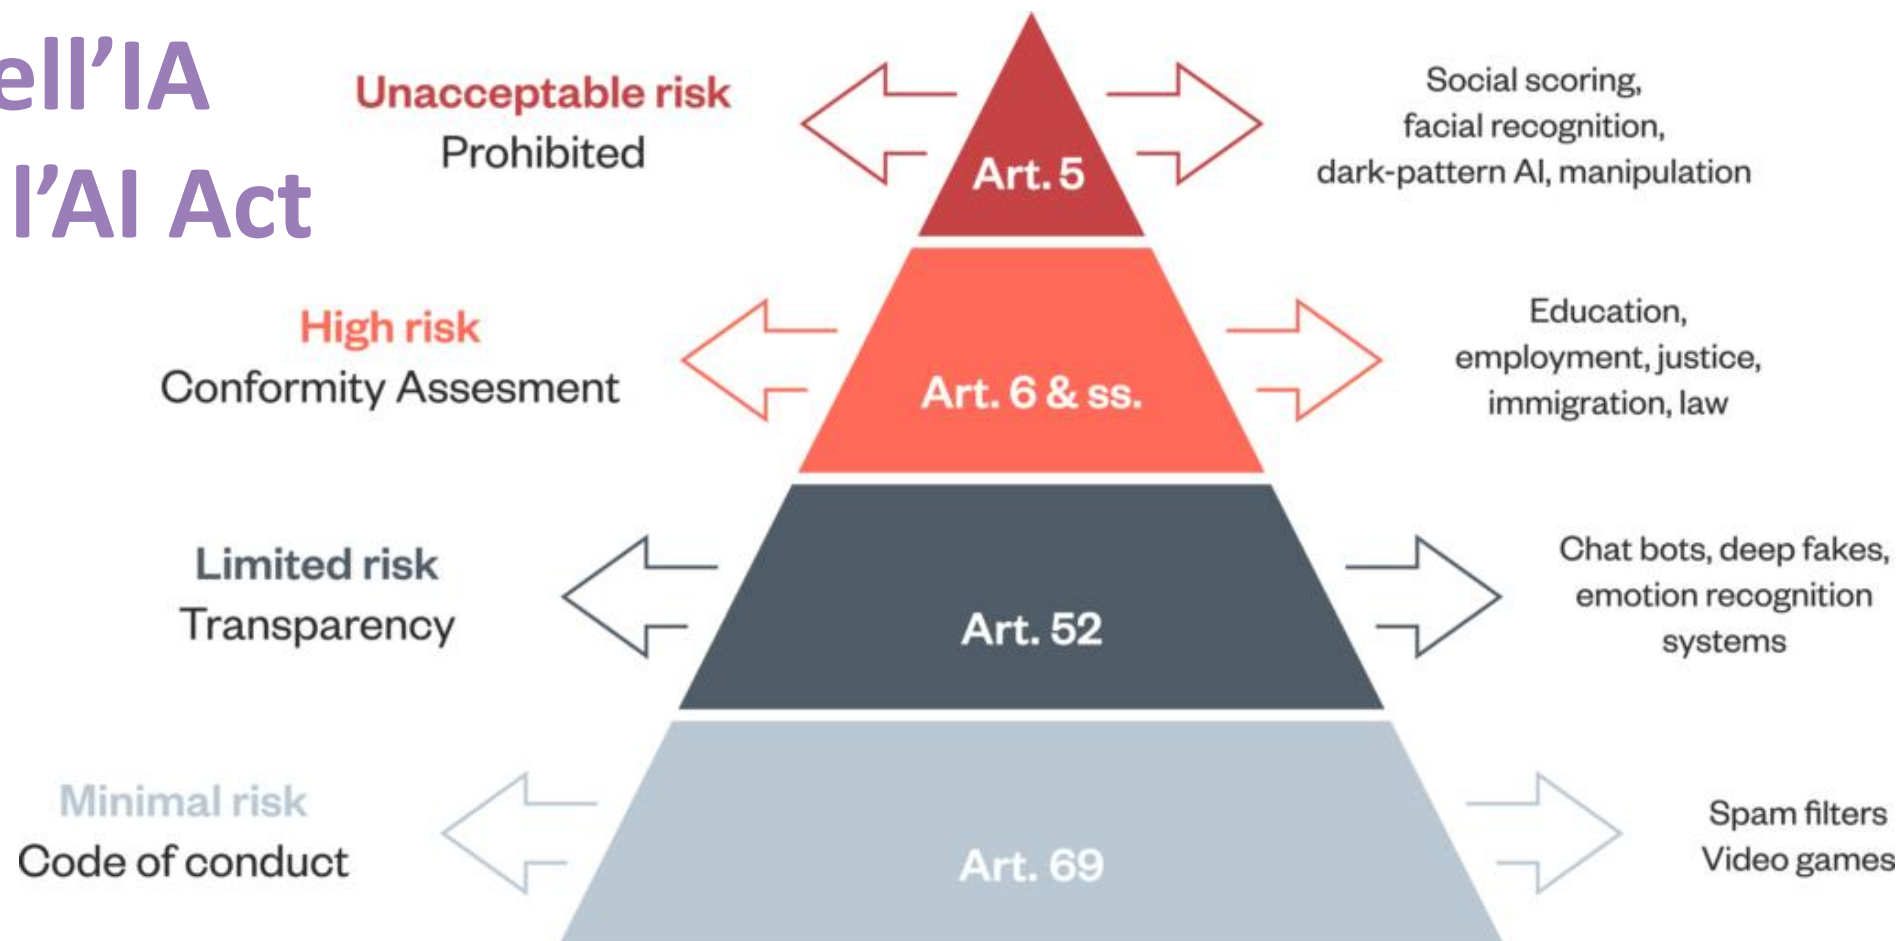 ell’IA
l’AI Act
Unacceptable risk
Prohibited
Art. 5
Social scoring,
facial recognition,
dark-pattern AI, manipulation
High risk
Conformity Assesment
Art. 6 & ss.
Education,
employment, justice,
immigration, law
Limited risk
Transparency
Art. 52
Chat bots, deep fakes,
emotion recognition
systems
Minimal risk
Code of conduct
Art. 69
Spam filters
Video games